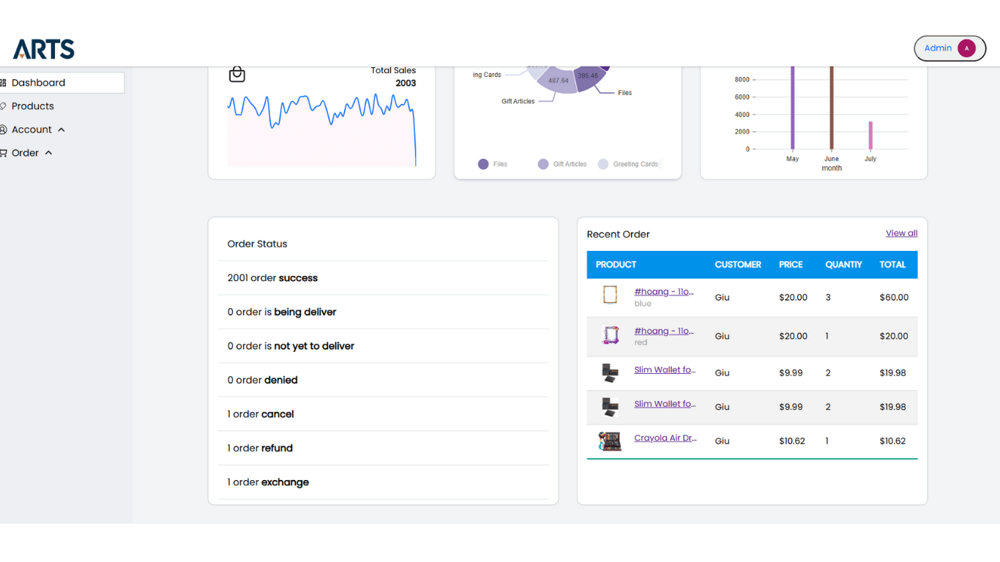 ARTS
Admin
A
Dashboard
Products
Account
Order
Total Sales
2003
ing Cards
487.64
395.46
Gift Articles
Files
Files
Gift Articles
Greeting Cards
8000
6000
4000
2000
0
May
June
July
month
Order Status
2001 order success
0 order is being deliver
0 order is not yet to deliver
0 order denied
1 order cancel
1 order refund
1 order exchange
Recent Order
View all
PRODUCT CUSTOMER PRICE QUANTIY TOTAL
#hoang - 11o... Giu $20.00 3 $60.00
blue
#hoang - 11o... Giu $20.00 1 $20.00
red
Slim Wallet fo... Giu $9.99 2 $19.98
Slim Wallet fo... Giu $9.99 2 $19.98
Crayola Air Dr... Giu $10.62 1 $10.62